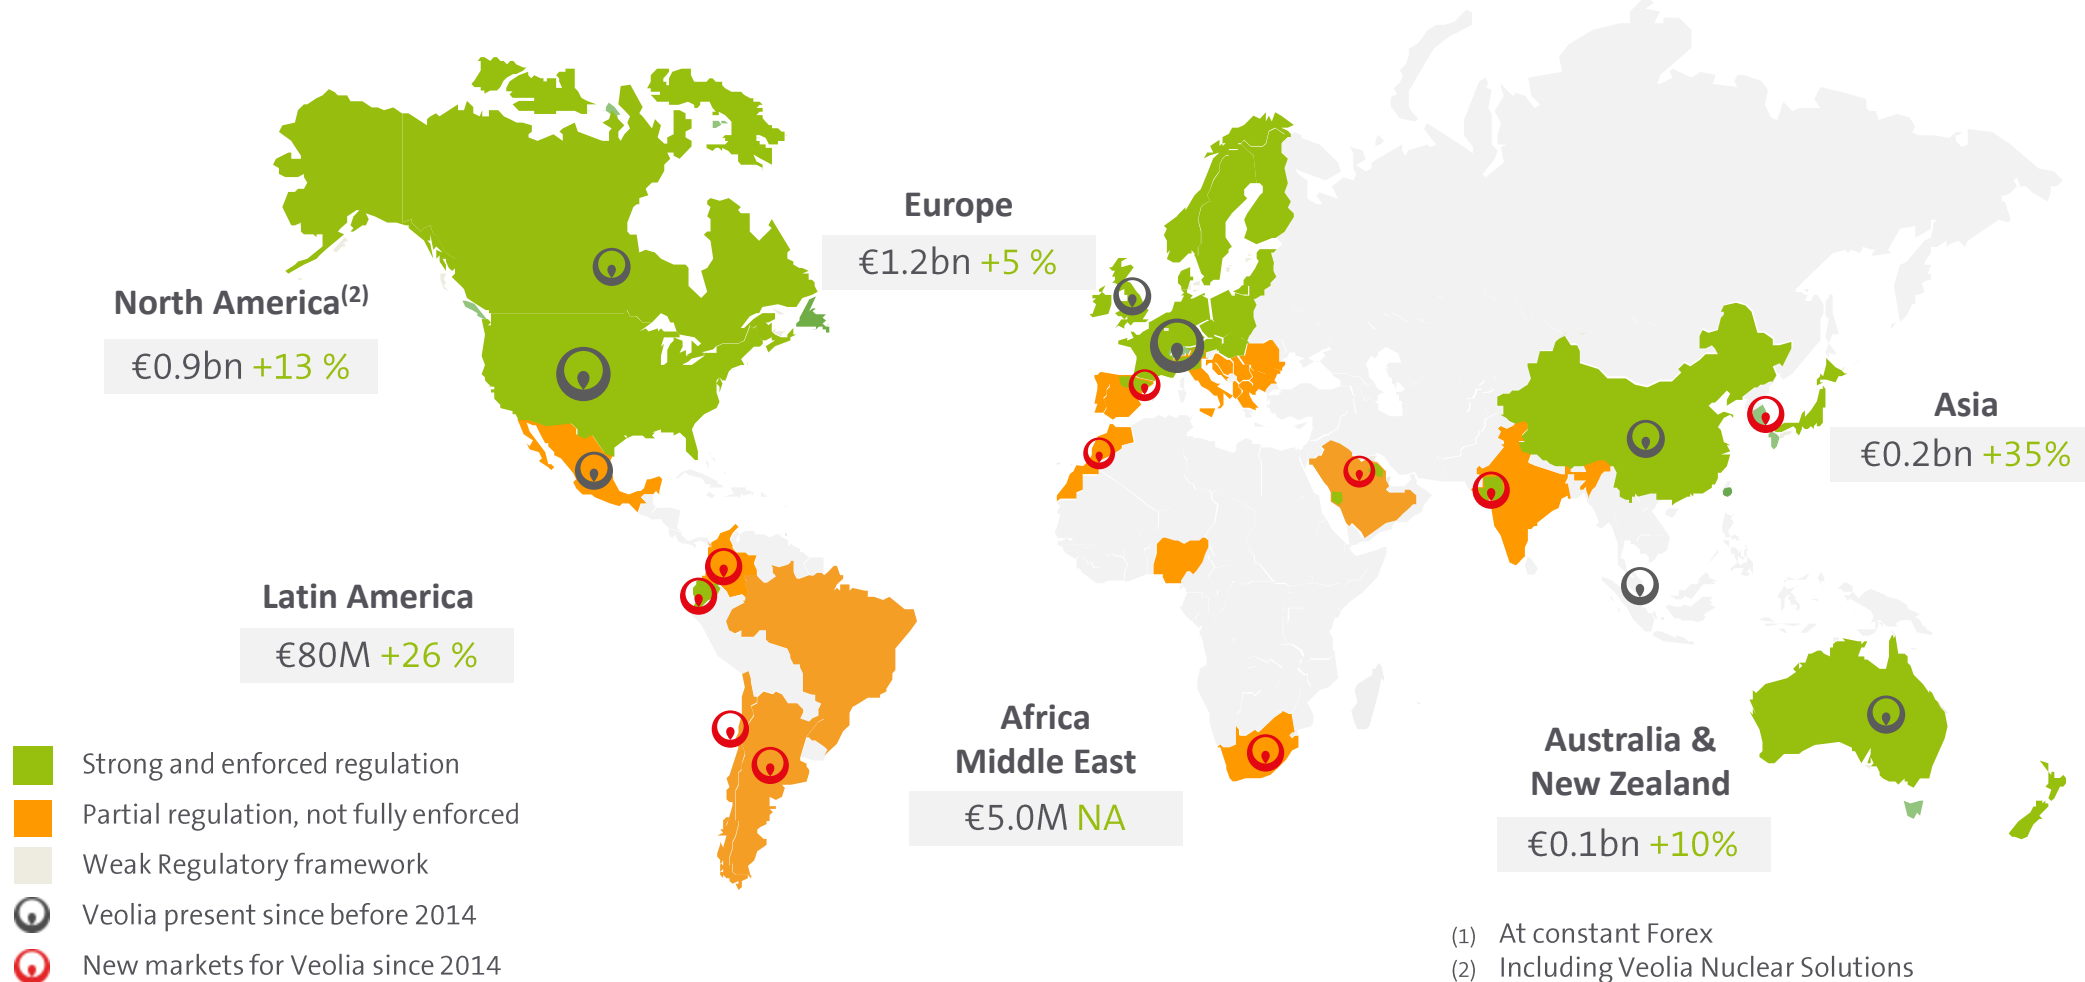 Europe
€1.2bn +5 %
North America(2)
€0.9bn +13 %
Asia
€0.2bn +35%
Latin America
€80M +26 %
Africa
Middle East
€5.0M NA
Australia &
New Zealand
€0.1bn +10%
Strong and enforced regulation
Partial regulation, not fully enforced
Weak Regulatory framework
Veolia present since before 2014
New markets for Veolia since 2014
(1) At constant Forex
(2) Including Veolia Nuclear Solutions